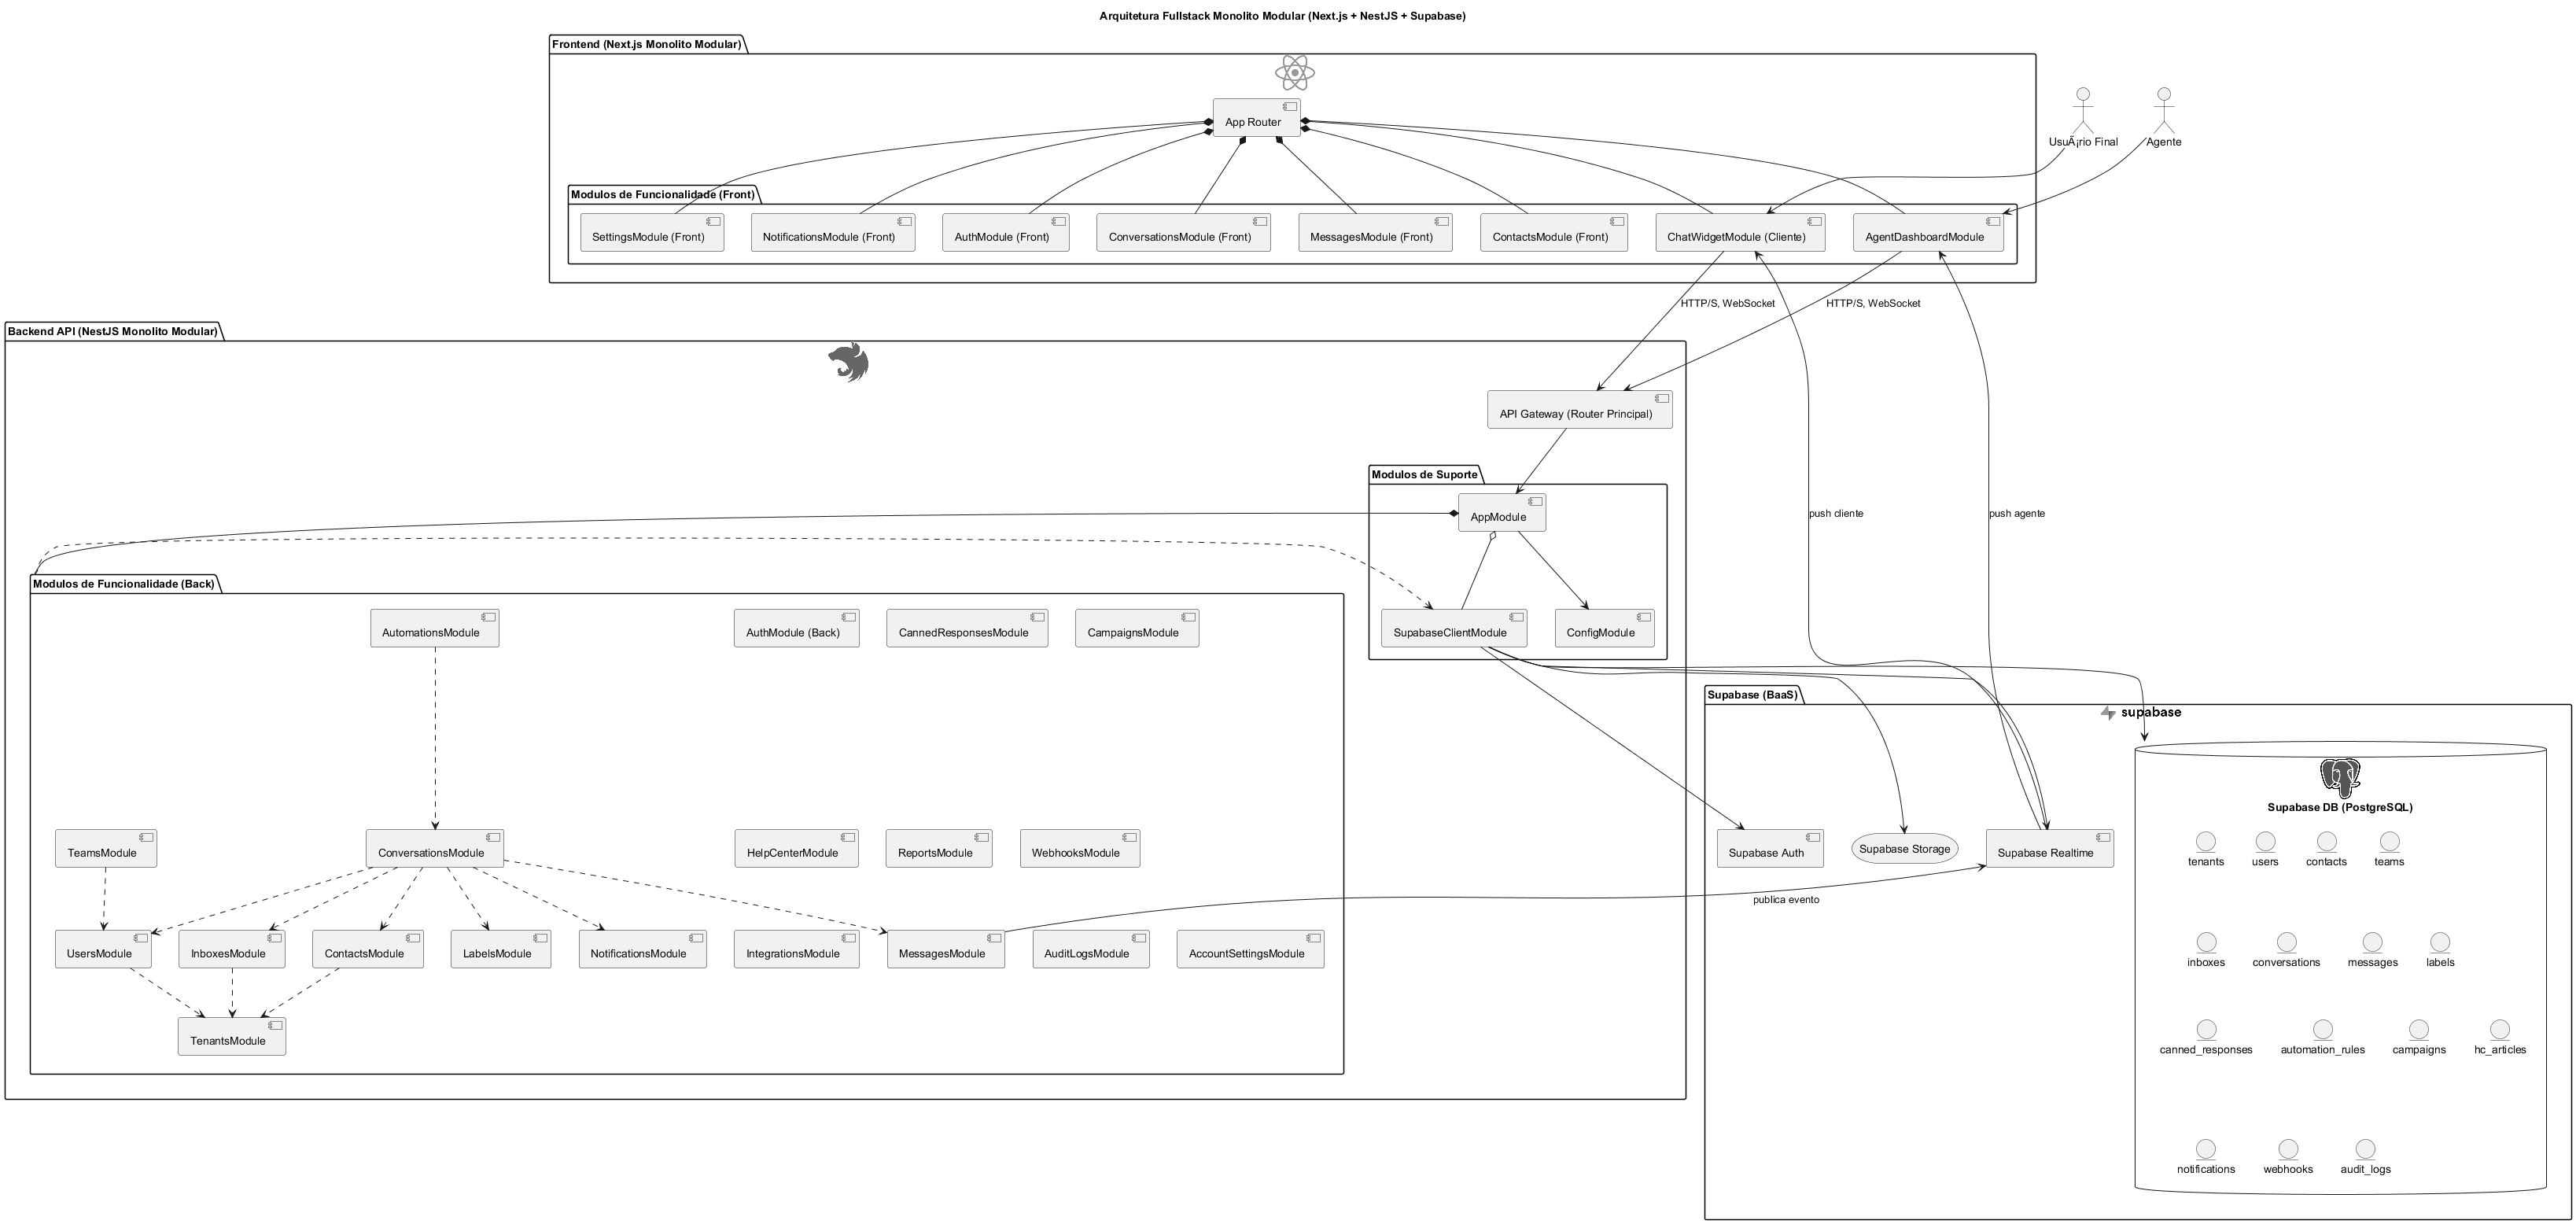 Arquitetura Fullstack Monolito Modular (Next.js + NestJS + Supabase)
Frontend (Next.js Monolito Modular)
App Router
UsuÃ¡rio Final
Agente
Modulos de Funcionalidade (Front)
SettingsModule (Front)
NotificationsModule (Front)
AuthModule (Front)
ConversationsModule (Front)
MessagesModule (Front)
ContactsModule (Front)
ChatWidgetModule (Cliente)
AgentDashboardModule
HTTP/S, WebSocket
HTTP/S, WebSocket
Backend API (NestJS Monolito Modular)
API Gateway (Router Principal)
Modulos de Suporte
AppModule
push cliente
push agente
Modulos de Funcionalidade (Back)
AutomationsModule
AuthModule (Back)
CannedResponsesModule
CampaignsModule
SupabaseClientModule
ConfigModule
Supabase (BaaS)
supabase
Supabase DB (PostgreSQL)
TeamsModule
ConversationsModule
HelpCenterModule
ReportsModule
WebhooksModule
Supabase Auth
Supabase Storage
Supabase Realtime
tenants
users
contacts
teams
publica evento
UsersModule
InboxesModule
ContactsModule
LabelsModule
NotificationsModule
IntegrationsModule
MessagesModule
AuditLogsModule
AccountSettingsModule
inboxes
conversations
messages
labels
TenantsModule
canned_responses
automation_rules
campaigns
hc_articles
notifications
webhooks
audit_logs